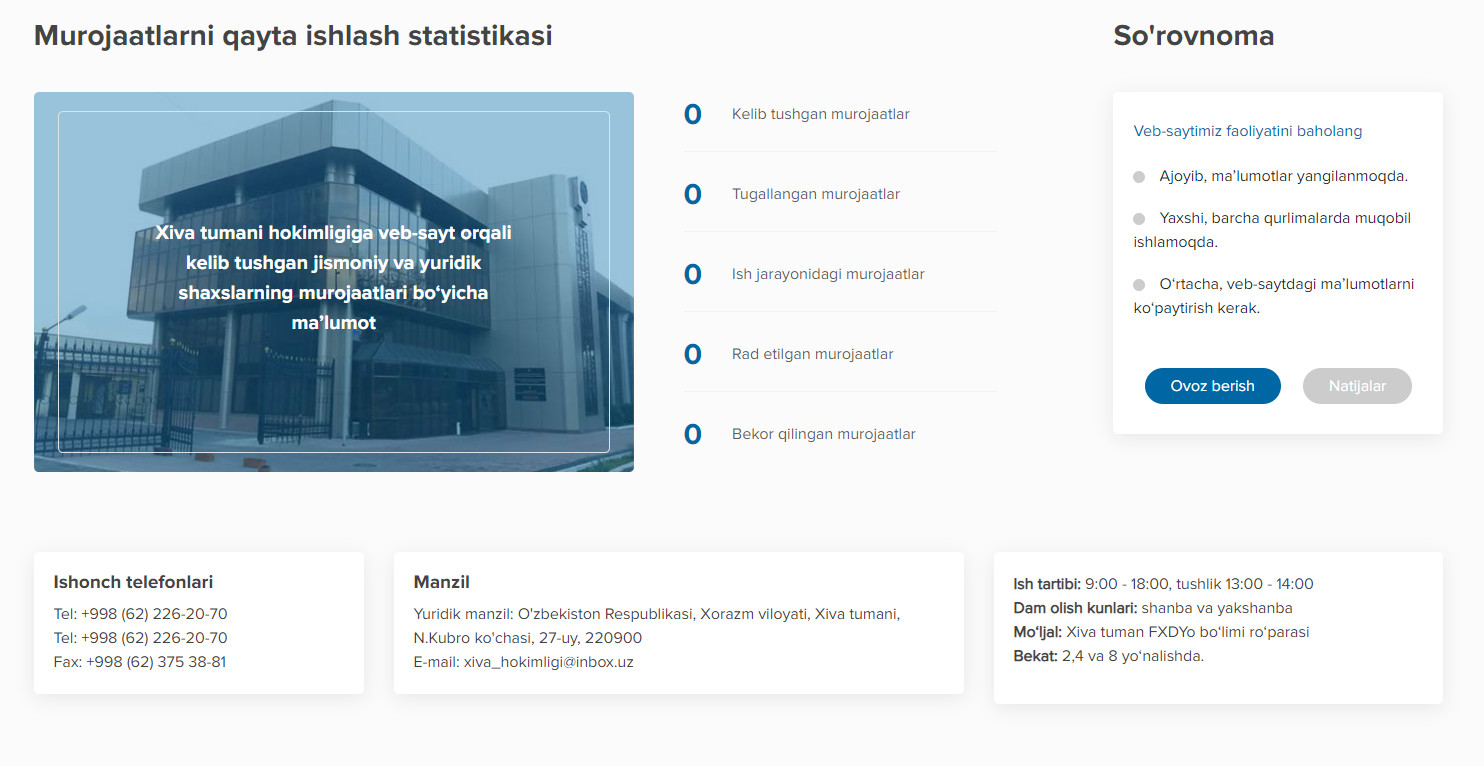 Murojaatlarni qayta ishlash statistikasi
So'rovnoma
Xiva tumani hokimligiga veb-sayt orqali
kelib tushgan jismoniy va yuridik
shaxslarning murojaatlari bo‘yicha
ma’lumot
0 Kelib tushgan murojaatlar
0 Tugallangan murojaatlar
0 Ish jarayonidagi murojaatlar
0 Rad etilgan murojaatlar
0 Bekor qilingan murojaatlar
Veb-saytimiz faoliyatini baholang
Ajoyib, ma’lumotlar yangilanmoqda.
Yaxshi, barcha qurlimalarda muqobil
ishlamoqda.
O‘rtacha, veb-saytdagi ma’lumotlarni
ko‘paytirish kerak.
Ovoz berish
Natijalar
Ishonch telefonlari
Tel: +998 (62) 226-20-70
Tel: +998 (62) 226-20-70
Fax: +998 (62) 375 38-81
Manzil
Yuridik manzil: O'zbekiston Respublikasi, Xorazm viloyati, Xiva tumani,
N.Kubro ko'chasi, 27-uy, 220900
E-mail: xiva_hokimligi@inbox.uz
Ish tartibi: 9:00 - 18:00, tushlik 13:00 - 14:00
Dam olish kunlari: shanba va yakshanba
Mo‘ljal: Xiva tuman FXDYo bo‘limi ro‘parasi
Bekat: 2,4 va 8 yo‘nalishda.